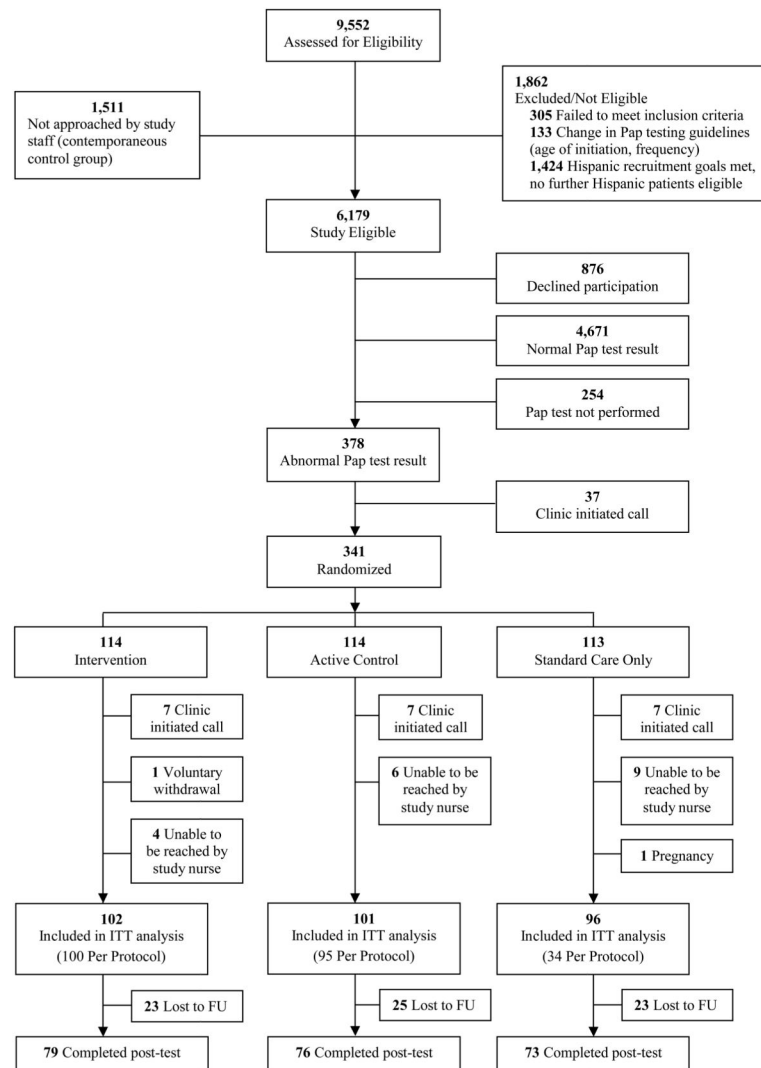 9,552
Assessed for Eligibility
1,511
Not approached by study
staff (contemporaneous
control group)
1,862
Excluded/Not Eligible
305 Failed to meet inclusion criteria
133 Change in Pap testing guidelines
(age of initiation, frequency)
1,424 Hispanic recruitment goals met,
no further Hispanic patients eligible
6,179
Study Eligible
876
Declined participation
4,671
Normal Pap test result
254
Pap test not performed
378
Abnormal Pap test result
37
Clinic initiated call
341
Randomized
114
Intervention
114
Active Control
113
Standard Care Only
7 Clinic
initiated call
7 Clinic
initiated call
7 Clinic
initiated call
1 Voluntary
withdrawal
6 Unable to be
reached by
study nurse
9 Unable to be
reached by
study nurse
4 Unable to
be reached by
study nurse
1 Pregnancy
102
Included in ITT analysis
(100 Per Protocol)
101
Included in ITT analysis
(95 Per Protocol)
96
Included in ITT analysis
(34 Per Protocol)
23 Lost to FU
25 Lost to FU
23 Lost to FU
79 Completed post-test
76 Completed post-test
73 Completed post-test